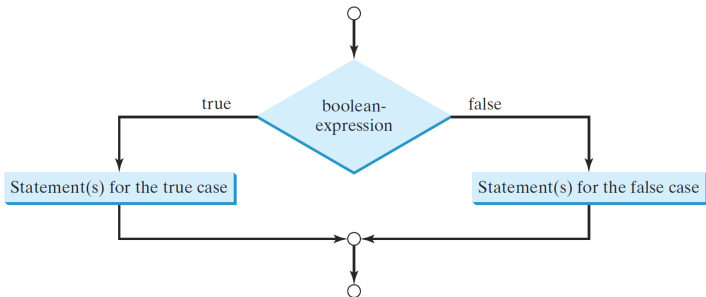 true
boolean-
expression
false
Statement(s) for the true case
Statement(s) for the false case